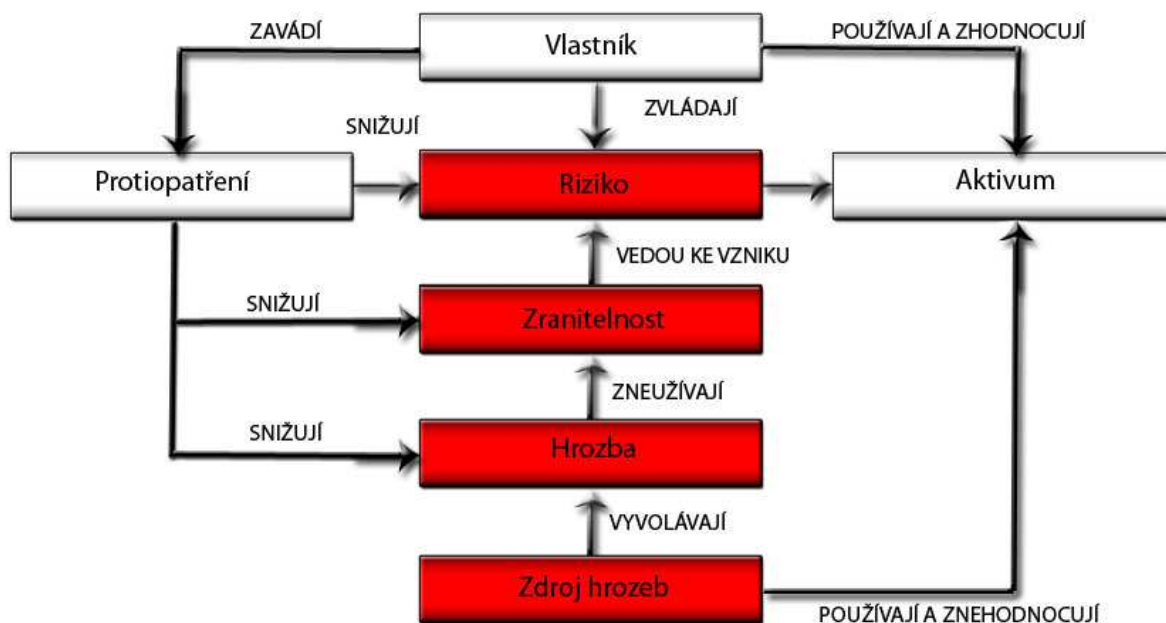 ZAVÁDÍ
Vlastník
POUŽÍVAJÍ A ZHODNOCUJÍ
SNIŽUJÍ
ZVLÁDAJÍ
Protiopatření
Riziko
Aktivum
VEDOU KE VZNIKU
SNIŽUJÍ
Zranitelnost
ZNEUŽÍVAJÍ
SNIŽUJÍ
Hrozba
VYVOLÁVAJÍ
Zdroj hrozeb
POUŽÍVAJÍ A ZNEHODNOCUJÍ